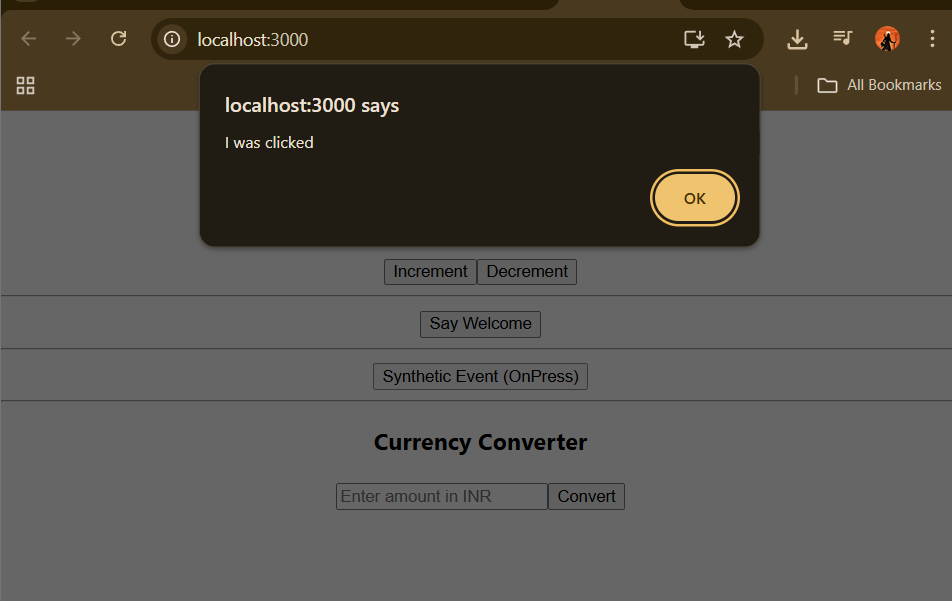 localhost:3000
All Bookmarks
localhost:3000 says
I was clicked
OK
Increment Decrement
Say Welcome
Synthetic Event (OnPress)
Currency Converter
Enter amount in INR Convert